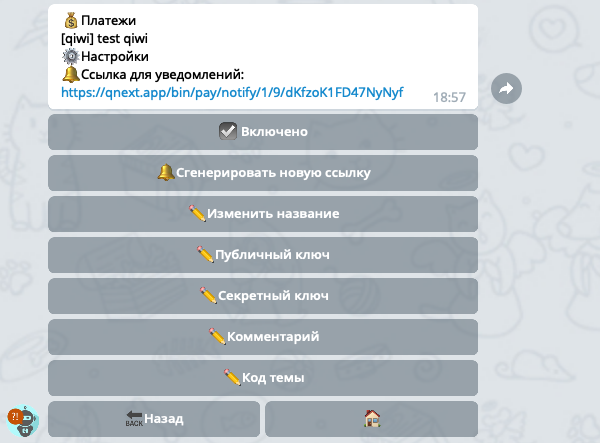 💰Платежи
[qiwi] test qiwi
⚙️Настройки
🔔Ссылка для уведомлений:
https://qnext.app/bin/pay/notify/1/9/dKfzoK1FD47NyNyf
18:57
☑️ Включено
🔔Сгенерировать новую ссылку
✏️Изменить название
✏️Публичный ключ
✏️Секретный ключ
✏️Комментарий
✏️Код темы
🔙Назад
🏠
?!